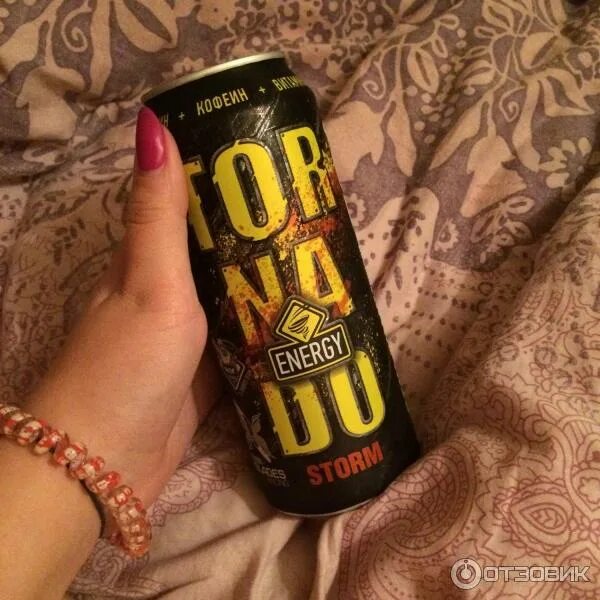 + КОФЕИН +
TOR
NA
DO
ENERGY
STORM
ОТЗОВИК